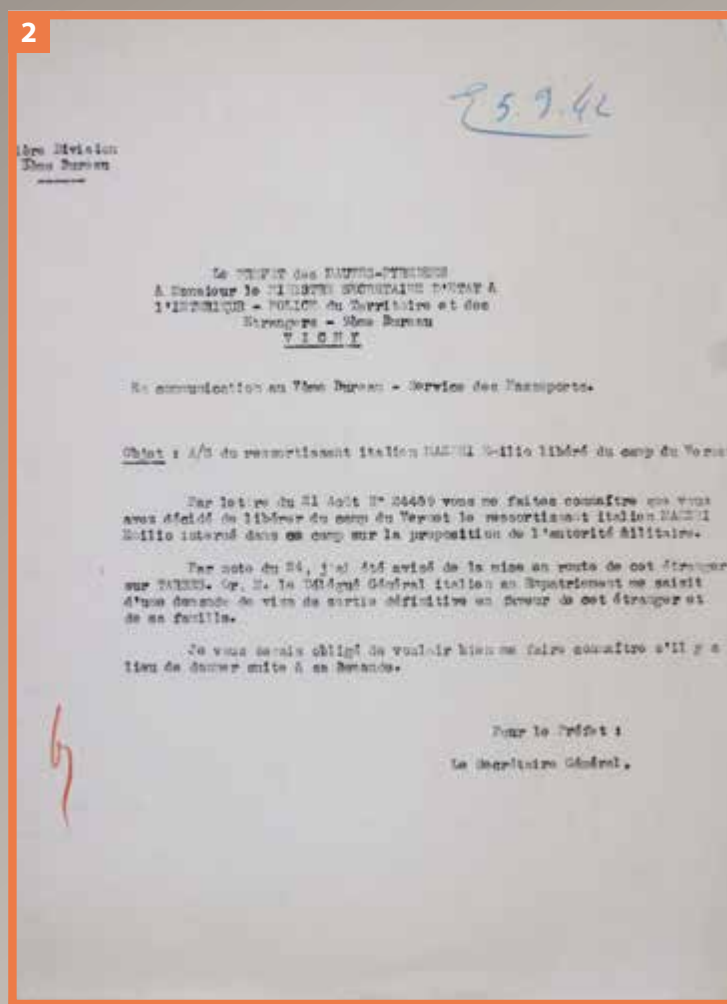 2
5.9.42
1ère Division
3ème Bureau
Le PREFET des HAUTES-PYRENEES
à Monsieur le MINISTRE SECRETAIRE D'ETAT à
l'INTERIEUR - POLICE du Territoire et des
Etrangers - Bureau
VICHY
En communication au 7ème Bureau - Service des Passeports.
Objet : A/S du ressortissant italien Emilio libéré du camp du Vernet
Par lettre du 21 Août N° vous me faites connaître que vous
avez décidé de libérer du camp du Vernet le ressortissant italien
Emilio interné dans ce camp sur la proposition de l'autorité Militaire.
Par note du 24, j'ai été avisé de la mise en route de cet étranger
sur TARBES. Or, M. le Délégué Général italien au Rapatriement me saisit
d'une demande de visa de sortie définitive en faveur de cet étranger et
de sa famille.
Je vous serais obligé de vouloir bien me faire connaître s'il y a
lieu de donner suite à sa Demande.
Pour le Préfet :
Le Secrétaire Général.